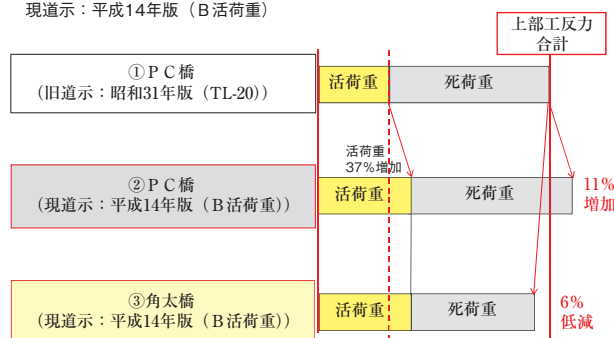 現道示：平成14年版（Ｂ活荷重）
上部工反力
合計
①ＰＣ橋
（旧道示：昭和31年版（TL-20））
活荷重
死荷重
活荷重
37%増加
②ＰＣ橋
（現道示：平成14年版（Ｂ活荷重））
活荷重
死荷重
11%
増加
③角太橋
（現道示：平成14年版（Ｂ活荷重））
活荷重
死荷重
6%
低減